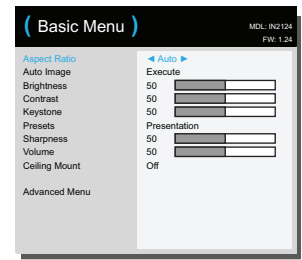 ( Basic Menu )
MDL: IN2124
FW: 1.24
Aspect Ratio ◄ Auto ►
Auto Image Execute
Brightness 50
Contrast 50
Keystone 50
Presets Presentation
Sharpness 50
Volume 50
Ceiling Mount Off
Advanced Menu